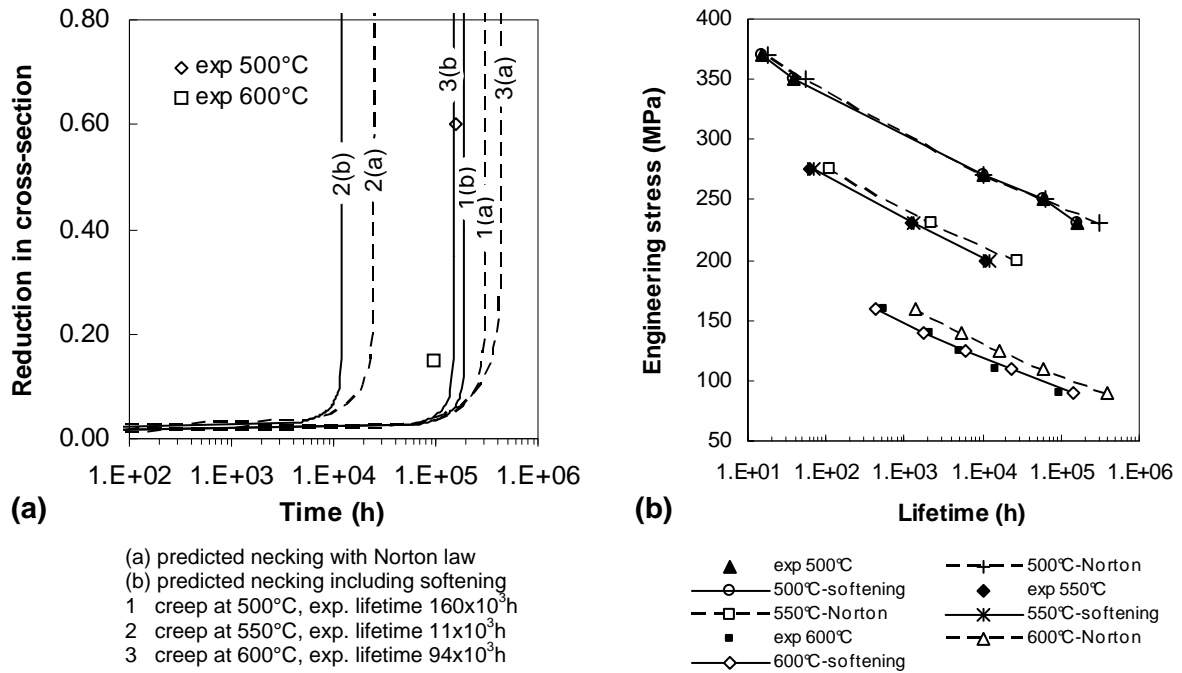 0.80
0.60
0.40
0.20
0.00
Reduction in cross-section
exp 500°C
exp 600°C
2(b)
2(a)
3(b
1(b)
1(a)
3(a)
1.E+02 1.E+03 1.E+04 1.E+05 1.E+06
Time (h)
(a)
(a) predicted necking with Norton law
(b) predicted necking including softening
1 creep at 500°C, exp. lifetime 160x10³h
2 creep at 550°C, exp. lifetime 11x10³h
3 creep at 600°C, exp. lifetime 94x10³h
400
350
300
250
200
150
100
50
Engineering stress (MPa)
1.E+01 1.E+02 1.E+03 1.E+04 1.E+05 1.E+06
Lifetime (h)
(b)
exp 500°C 500°C-Norton
500°C-softening exp 550°C
550°C-Norton 550°C-softening
exp 600°C 600°C-Norton
600°C-softening